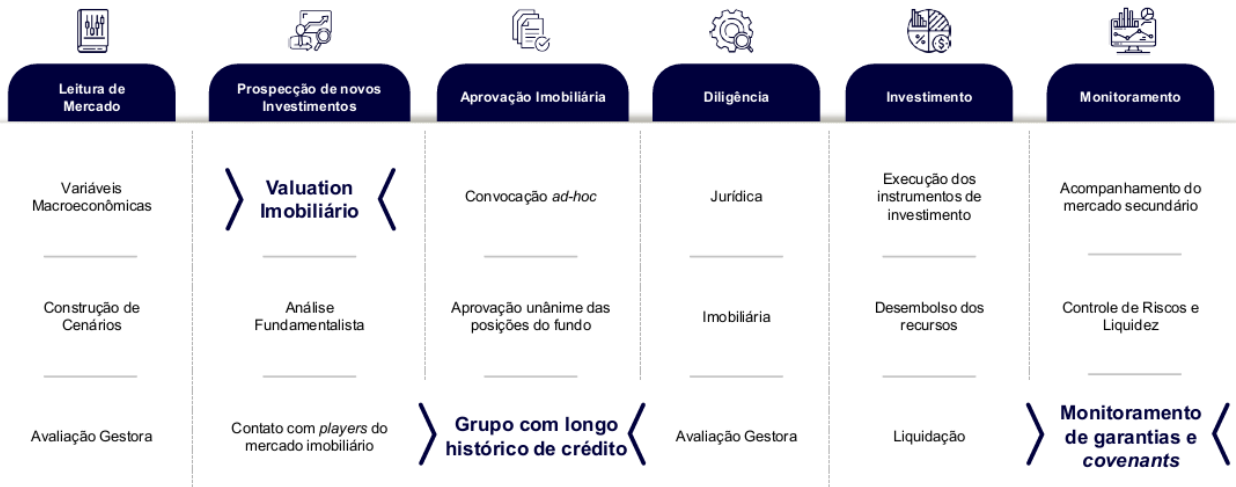 Leitura de
Mercado
Prospecção de novos
Investimentos
Aprovação Imobiliária
Diligência
Investimento
Monitoramento
Variáveis
Macroeconômicas
Valuation
Imobiliário
Convocação ad-hoc
Jurídica
Execução dos
instrumentos de
investimento
Acompanhamento do
mercado secundário
Construção de
Cenários
Análise
Fundamentalista
Aprovação unânime das
posições do fundo
Imobiliária
Desembolso dos
recursos
Controle de Riscos e
Liquidez
Avaliação Gestora
Contato com players do
mercado imobiliário
Grupo com longo
histórico de crédito
Avaliação Gestora
Liquidação
Monitoramento
de garantias e
covenants